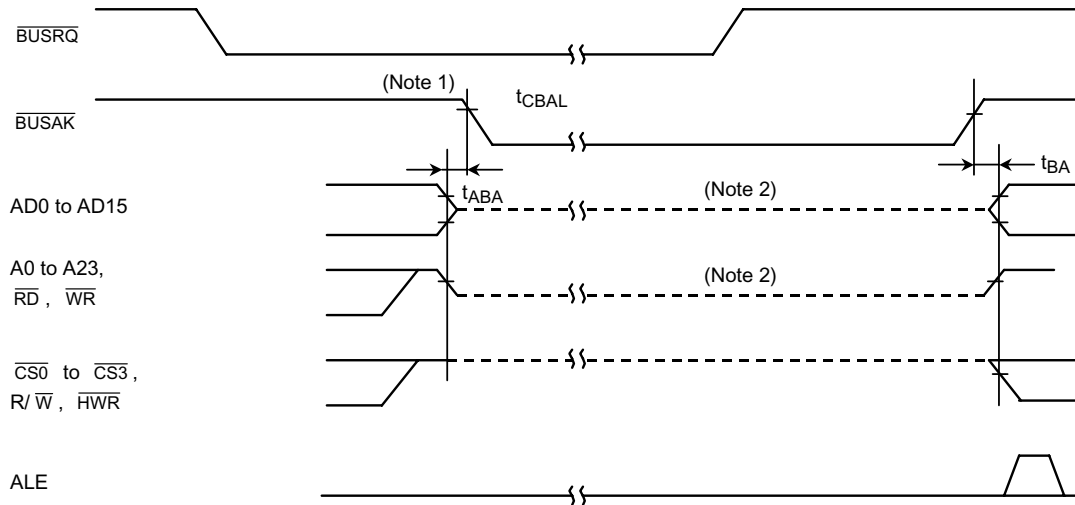 BUSRQ
(Note 1)
tCBAL
BUSAK
tBA
tABA
(Note 2)
AD0 to AD15
A0 to A23,
RD , WR
(Note 2)
CS0 to CS3 ,
R/ W , HWR
ALE